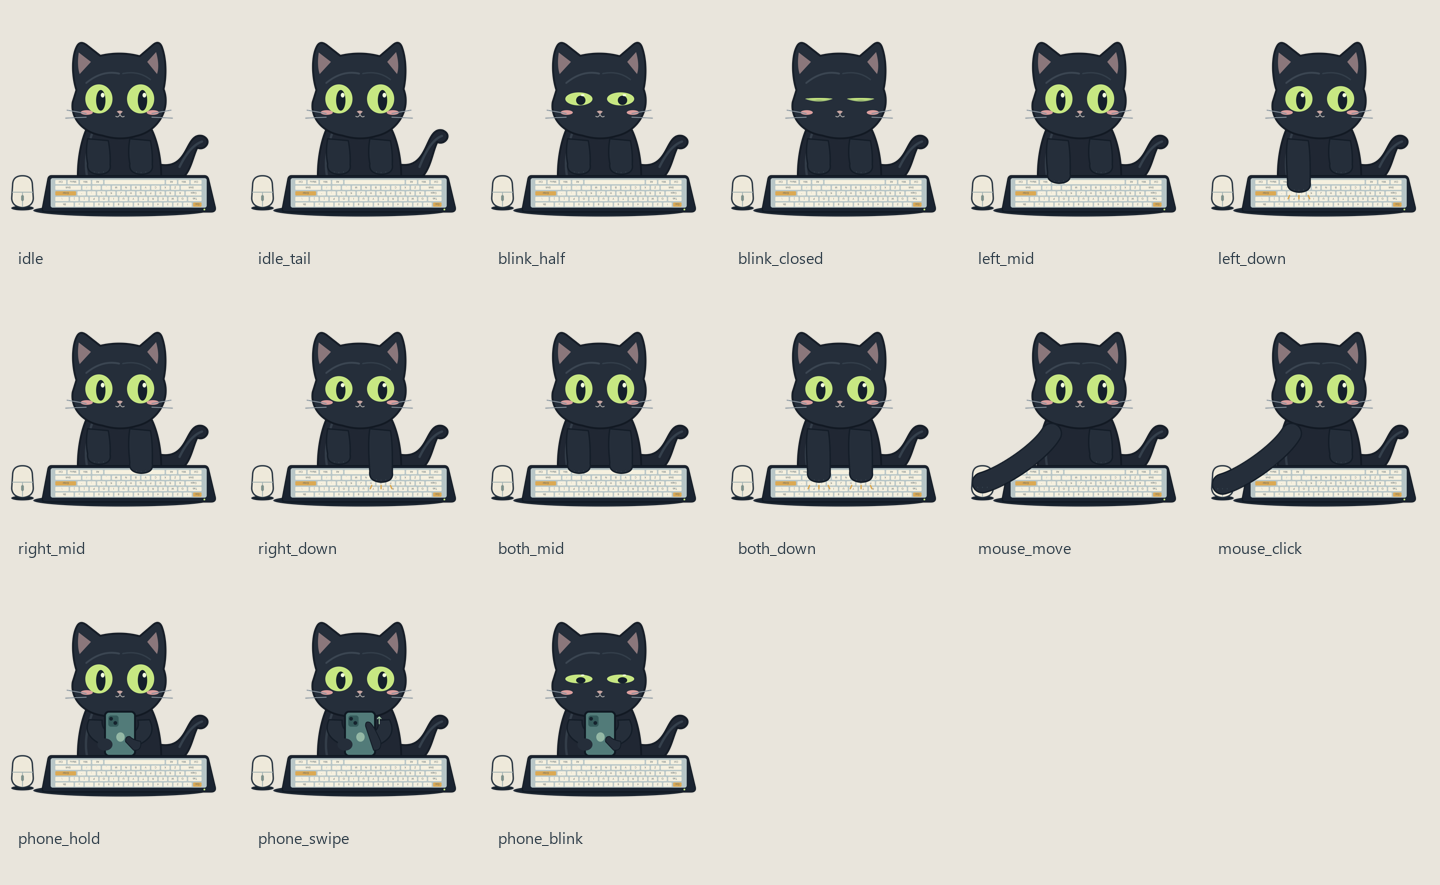 idle
idle_tail
blink_half
blink_closed
left_mid
left_down
right_mid
right_down
both_mid
both_down
mouse_move
mouse_click
phone_hold
phone_swipe
phone_blink